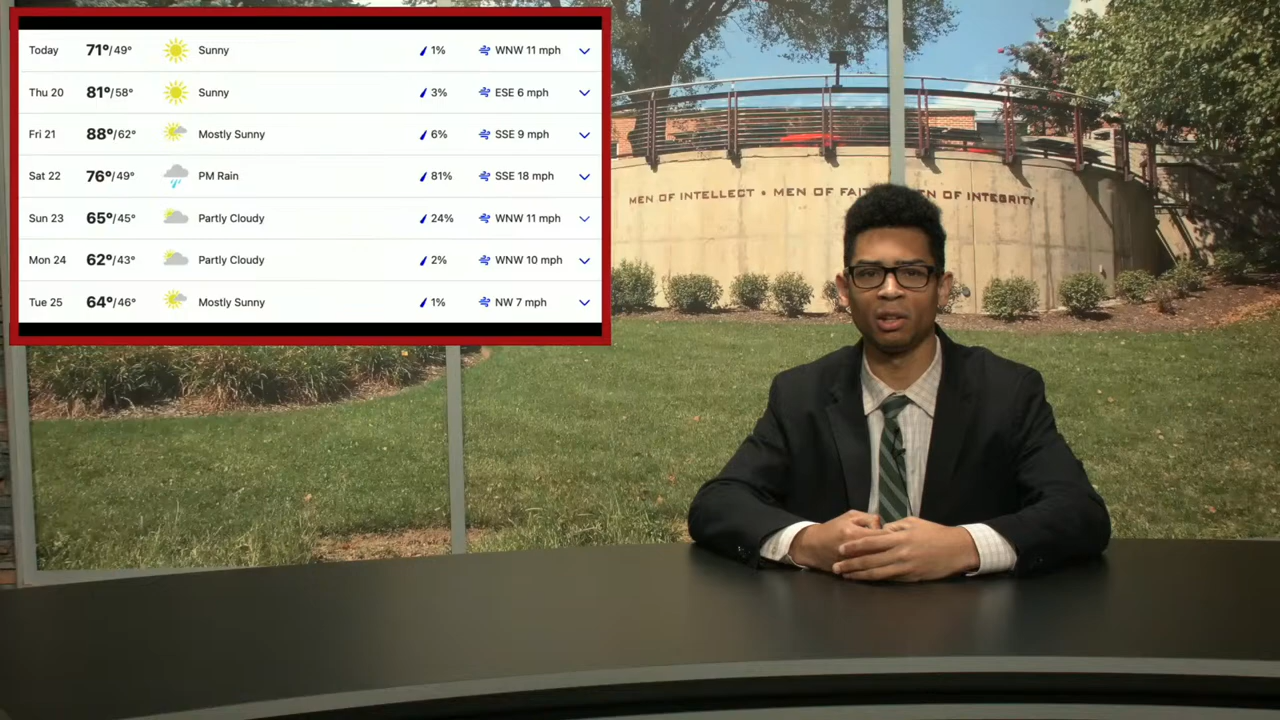 Today 71°/49° Sunny 1% WNW 11 mph
Thu 20 81°/58° Sunny 3% ESE 6 mph
Fri 21 88°/62° Mostly Sunny 6% SSE 9 mph
Sat 22 76°/49° PM Rain 81% SSE 18 mph
Sun 23 65°/45° Partly Cloudy 24% WNW 11 mph
Mon 24 62°/43° Partly Cloudy 2% WNW 10 mph
Tue 25 64°/46° Mostly Sunny 1% NW 7 mph
MEN OF INTELLECT • MEN OF OF INTEGRITY